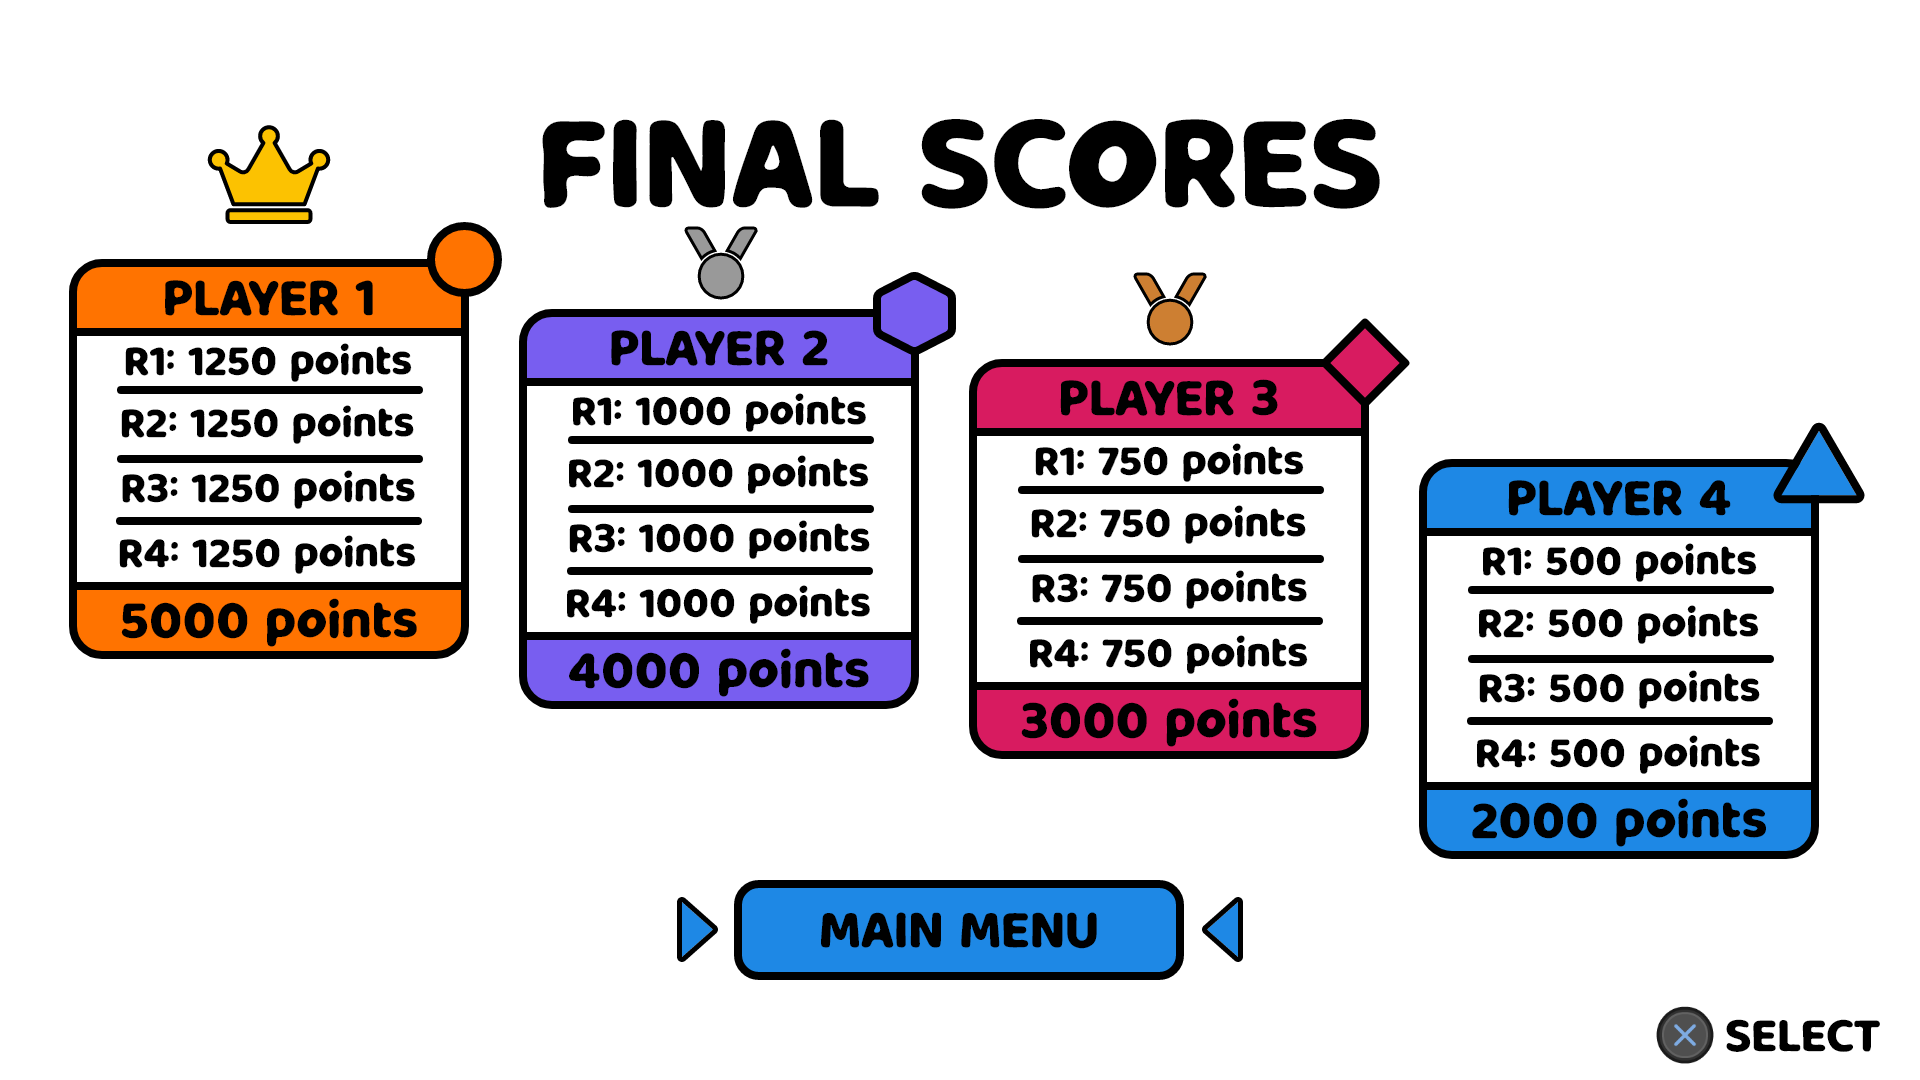 FINAL SCORES
PLAYER 1
R1: 1250 points
R2: 1250 points
R3: 1250 points
R4: 1250 points
5000 points
PLAYER 2
R1: 1000 points
R2: 1000 points
R3: 1000 points
R4: 1000 points
4000 points
PLAYER 3
R1: 750 points
R2: 750 points
R3: 750 points
R4: 750 points
3000 points
PLAYER 4
R1: 500 points
R2: 500 points
R3: 500 points
R4: 500 points
2000 points
MAIN MENU
SELECT